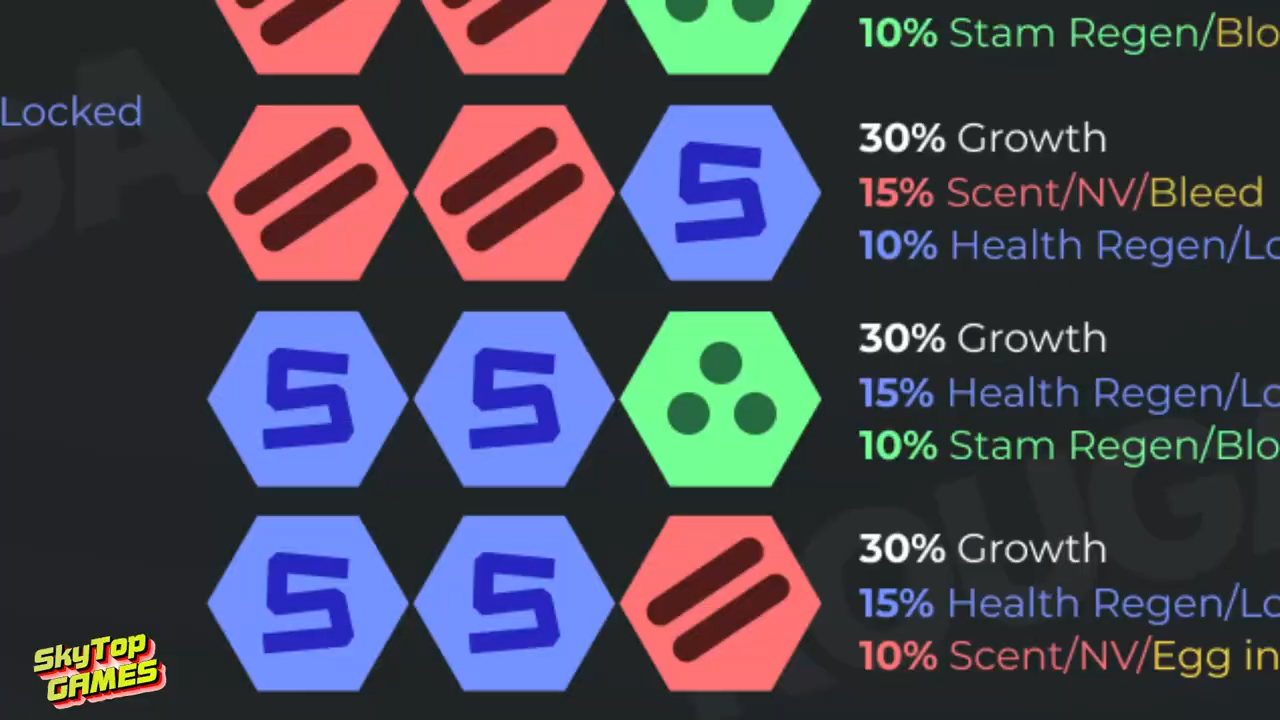 10% Stam Regen/Blo
Locked
30% Growth
15% Scent/NV/Bleed
10% Health Regen/Lo
30% Growth
15% Health Regen/Lo
10% Stam Regen/Blo
30% Growth
15% Health Regen/Lo
10% Scent/NV/Egg in
SkyTop
GAMES